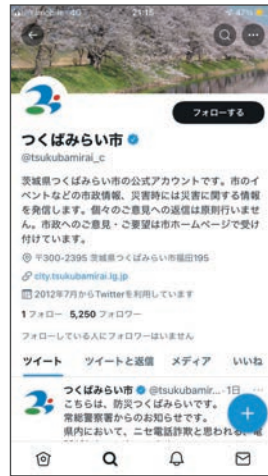 21:15
47%
フォローする
つくばみらい市
@tsukubamirai_c
茨城県つくばみらい市の公式アカウントです。市のイ
ベントなどの市政情報、災害時には災害に関する情報
を発信します。個々のご意見への返信は原則行いませ
ん。市政へのご意見・ご要望は市ホームページで受け
付けています。
〒300-2395 茨城県つくばみらい市福田195
city.tsukubamirai.lg.jp
2012年7月からTwitterを利用しています
1 フォロー 5,250 フォロワー
フォローしている人にフォロワーはいません
ツイート ツイートと返信 メディア いいね
つくばみらい市 @tsukubamir... · 1日
こちらは、防災つくばみらいです。
常総警察署からのお知らせです。
県内において、ニセ電話詐欺と思われる、電